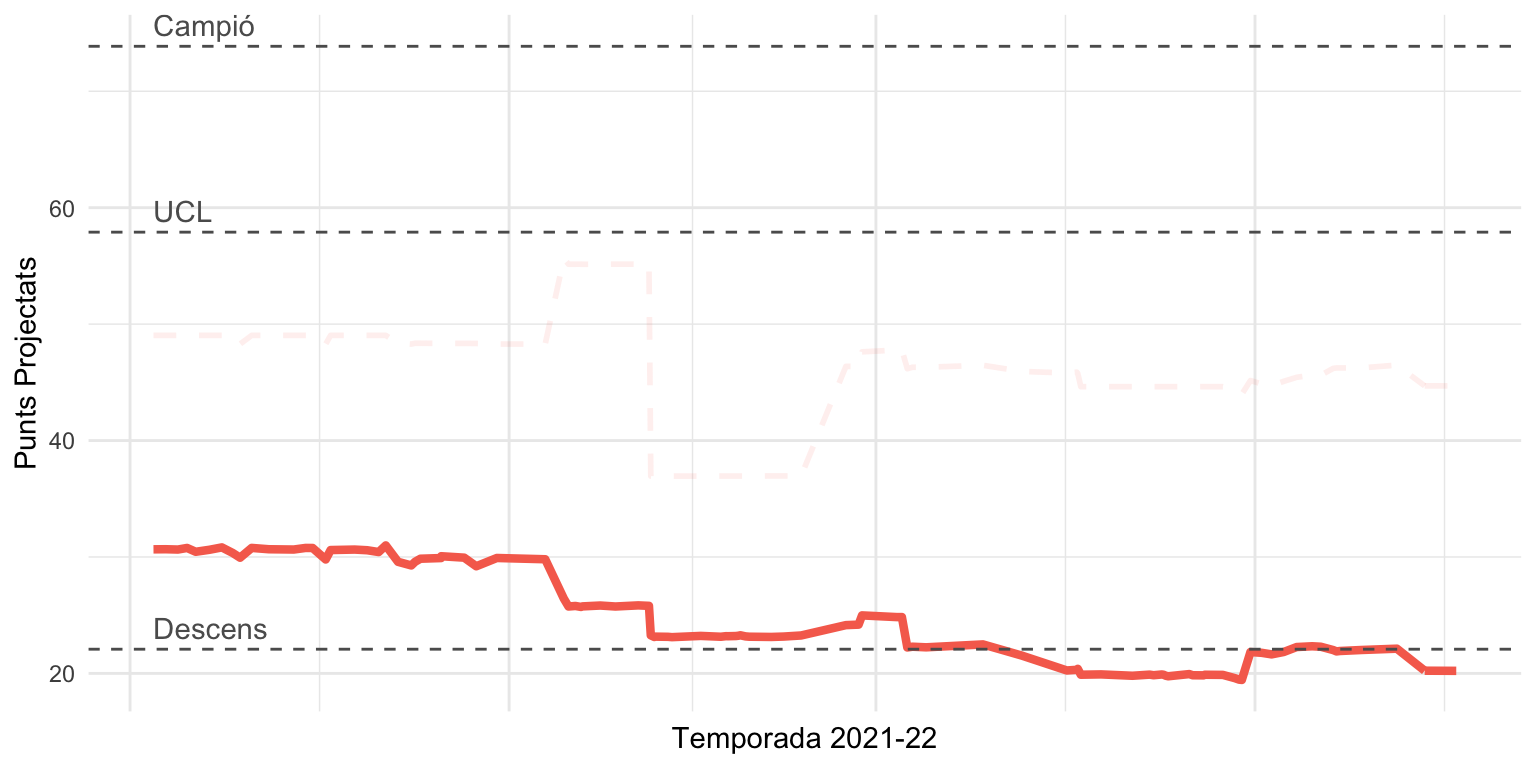 Campió
UCL
60
40
Descens
20
Punts Projectats
Temporada 2021-22